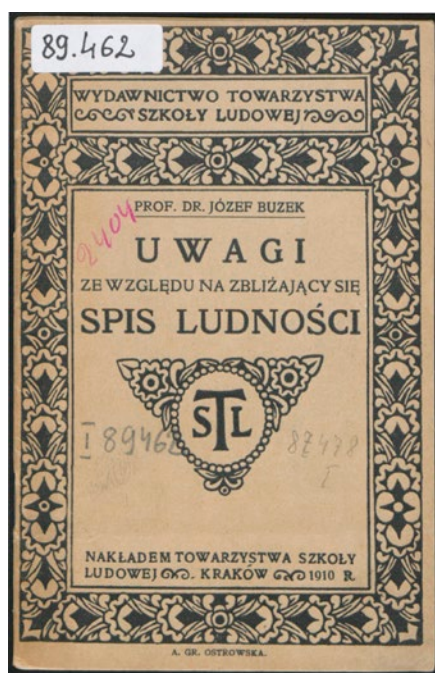 89.462
WYDAWNICTWO TOWARZYSTWA
SZKOŁY LUDOWEJ
2404
PROF. DR. JÓZEF BUZEK
UWAGI
ZE WZGLĘDU NA ZBLIŻAJĄCY SIĘ
SPIS LUDNOŚCI
STL
I 89462
87478
I
NAKŁADEM TOWARZYSTWA SZKOŁY
LUDOWEJ KRAKÓW 1910 R.
A. GR. OSTROWSKA.